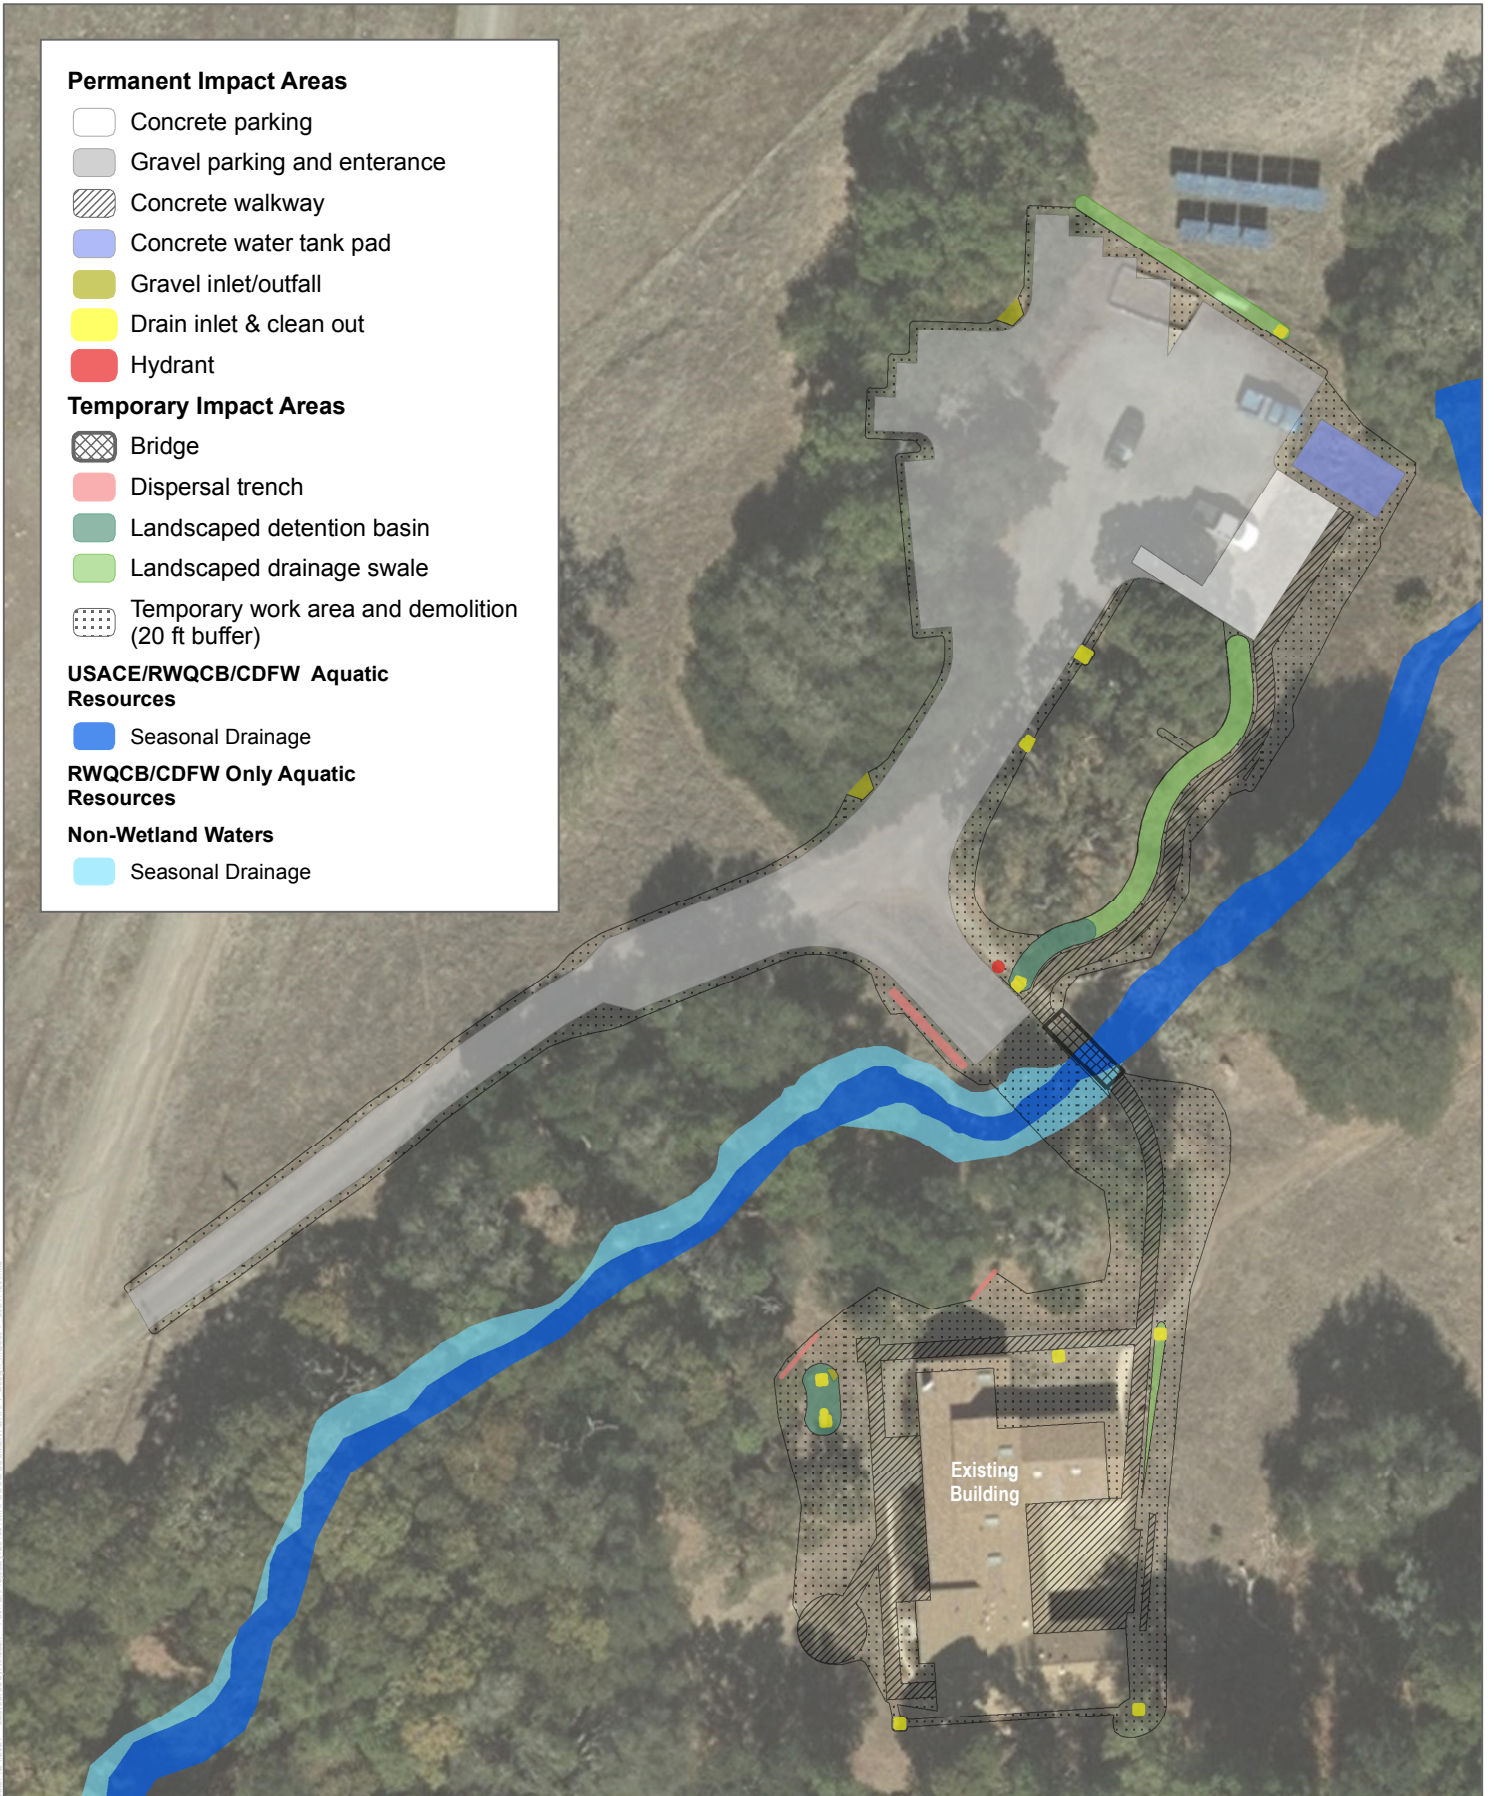 Permanent Impact Areas
Concrete parking
Gravel parking and enterance
Concrete walkway
Concrete water tank pad
Gravel inlet/outfall
Drain inlet & clean out
Hydrant
Temporary Impact Areas
Bridge
Dispersal trench
Landscaped detention basin
Landscaped drainage swale
Temporary work area and demolition
(20 ft buffer)
USACE/RWQCB/CDFW Aquatic
Resources
Seasonal Drainage
RWQCB/CDFW Only Aquatic
Resources
Non-Wetland Waters
Seasonal Drainage
Existing
Building